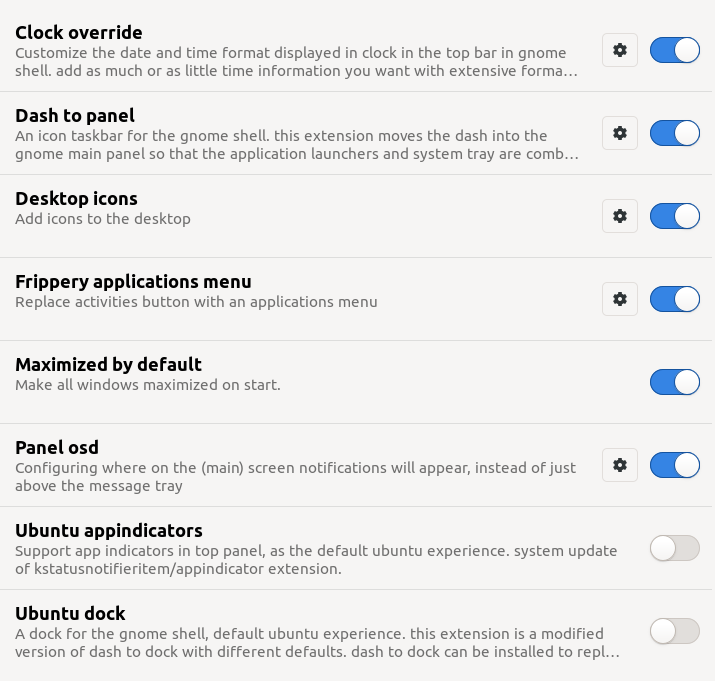 Clock override
Customize the date and time format displayed in clock in the top bar in gnome
shell. add as much or as little time information you want with extensive forma...
Dash to panel
An icon taskbar for the gnome shell. this extension moves the dash into the
gnome main panel so that the application launchers and system tray are comb...
Desktop icons
Add icons to the desktop
Frippery applications menu
Replace activities button with an applications menu
Maximized by default
Make all windows maximized on start.
Panel osd
Configuring where on the (main) screen notifications will appear, instead of just
above the message tray
Ubuntu appindicators
Support app indicators in top panel, as the default ubuntu experience. system update
of kstatusnotifieritem/appindicator extension.
Ubuntu dock
A dock for the gnome shell, default ubuntu experience. this extension is a modified
version of dash to dock with different defaults. dash to dock can be installed to repl...